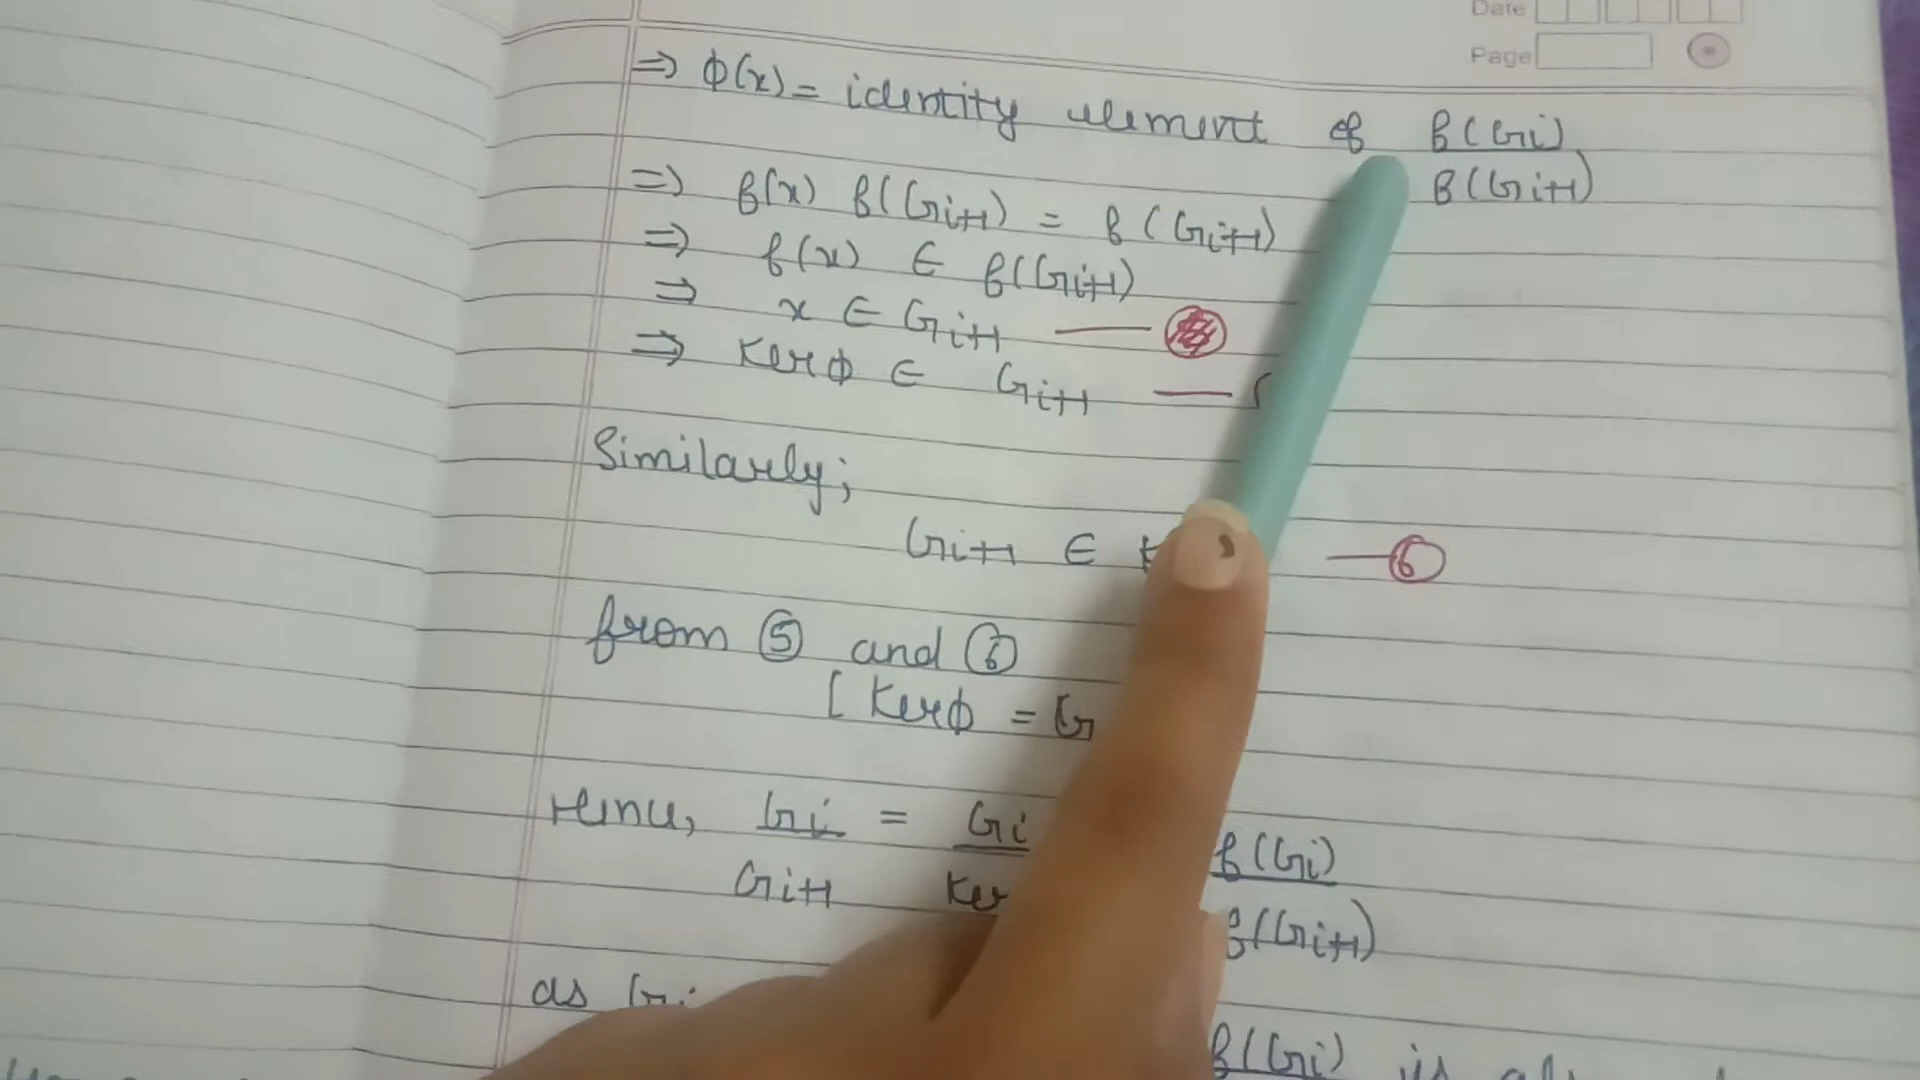 Date
Page
⇒ ϕ(x) = identity element of f(Gi)
f(Gi+1)
⇒ f(x) f(Gi+1) = f(Gi+1)
⇒ f(x) ∈ f(Gi+1)
⇒ x ∈ Gi+1
⇒ Kerϕ ∈ Gi+1
Similarly;
Gi+1 ∈ — ⑥
from ⑤ and ⑥
[ Kerϕ = G
Hence, Gi = Gi f(Gi)
Gi+1 Ker f(Gi+1)
as Gi
f(Gi) is